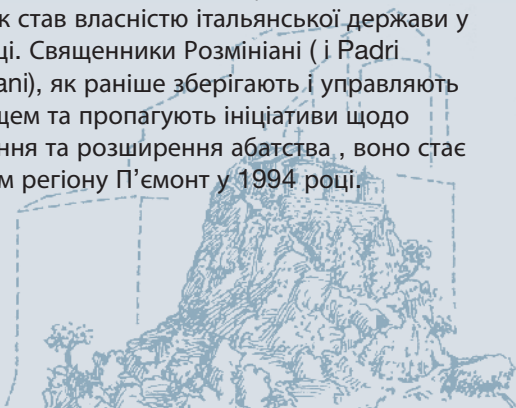 к став власністю італьянської держави у
ці. Священники Розмініані ( i Padri
ani), як раніше зберігають і управляють
щем та пропагують ініціативи щодо
ння та розширення абатства , воно стає
м регіону П’ємонт у 1994 році.